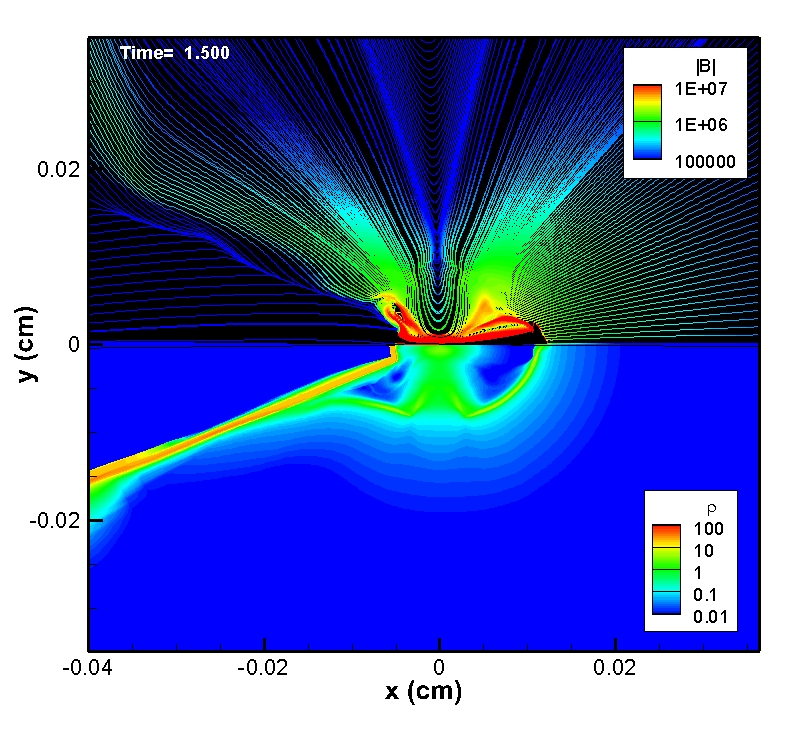 Time= 1.500
|B|
1E+07
1E+06
100000
0.02
0
-0.02
y (cm)
ρ
100
10
1
0.1
0.01
-0.04
-0.02
0
0.02
x (cm)